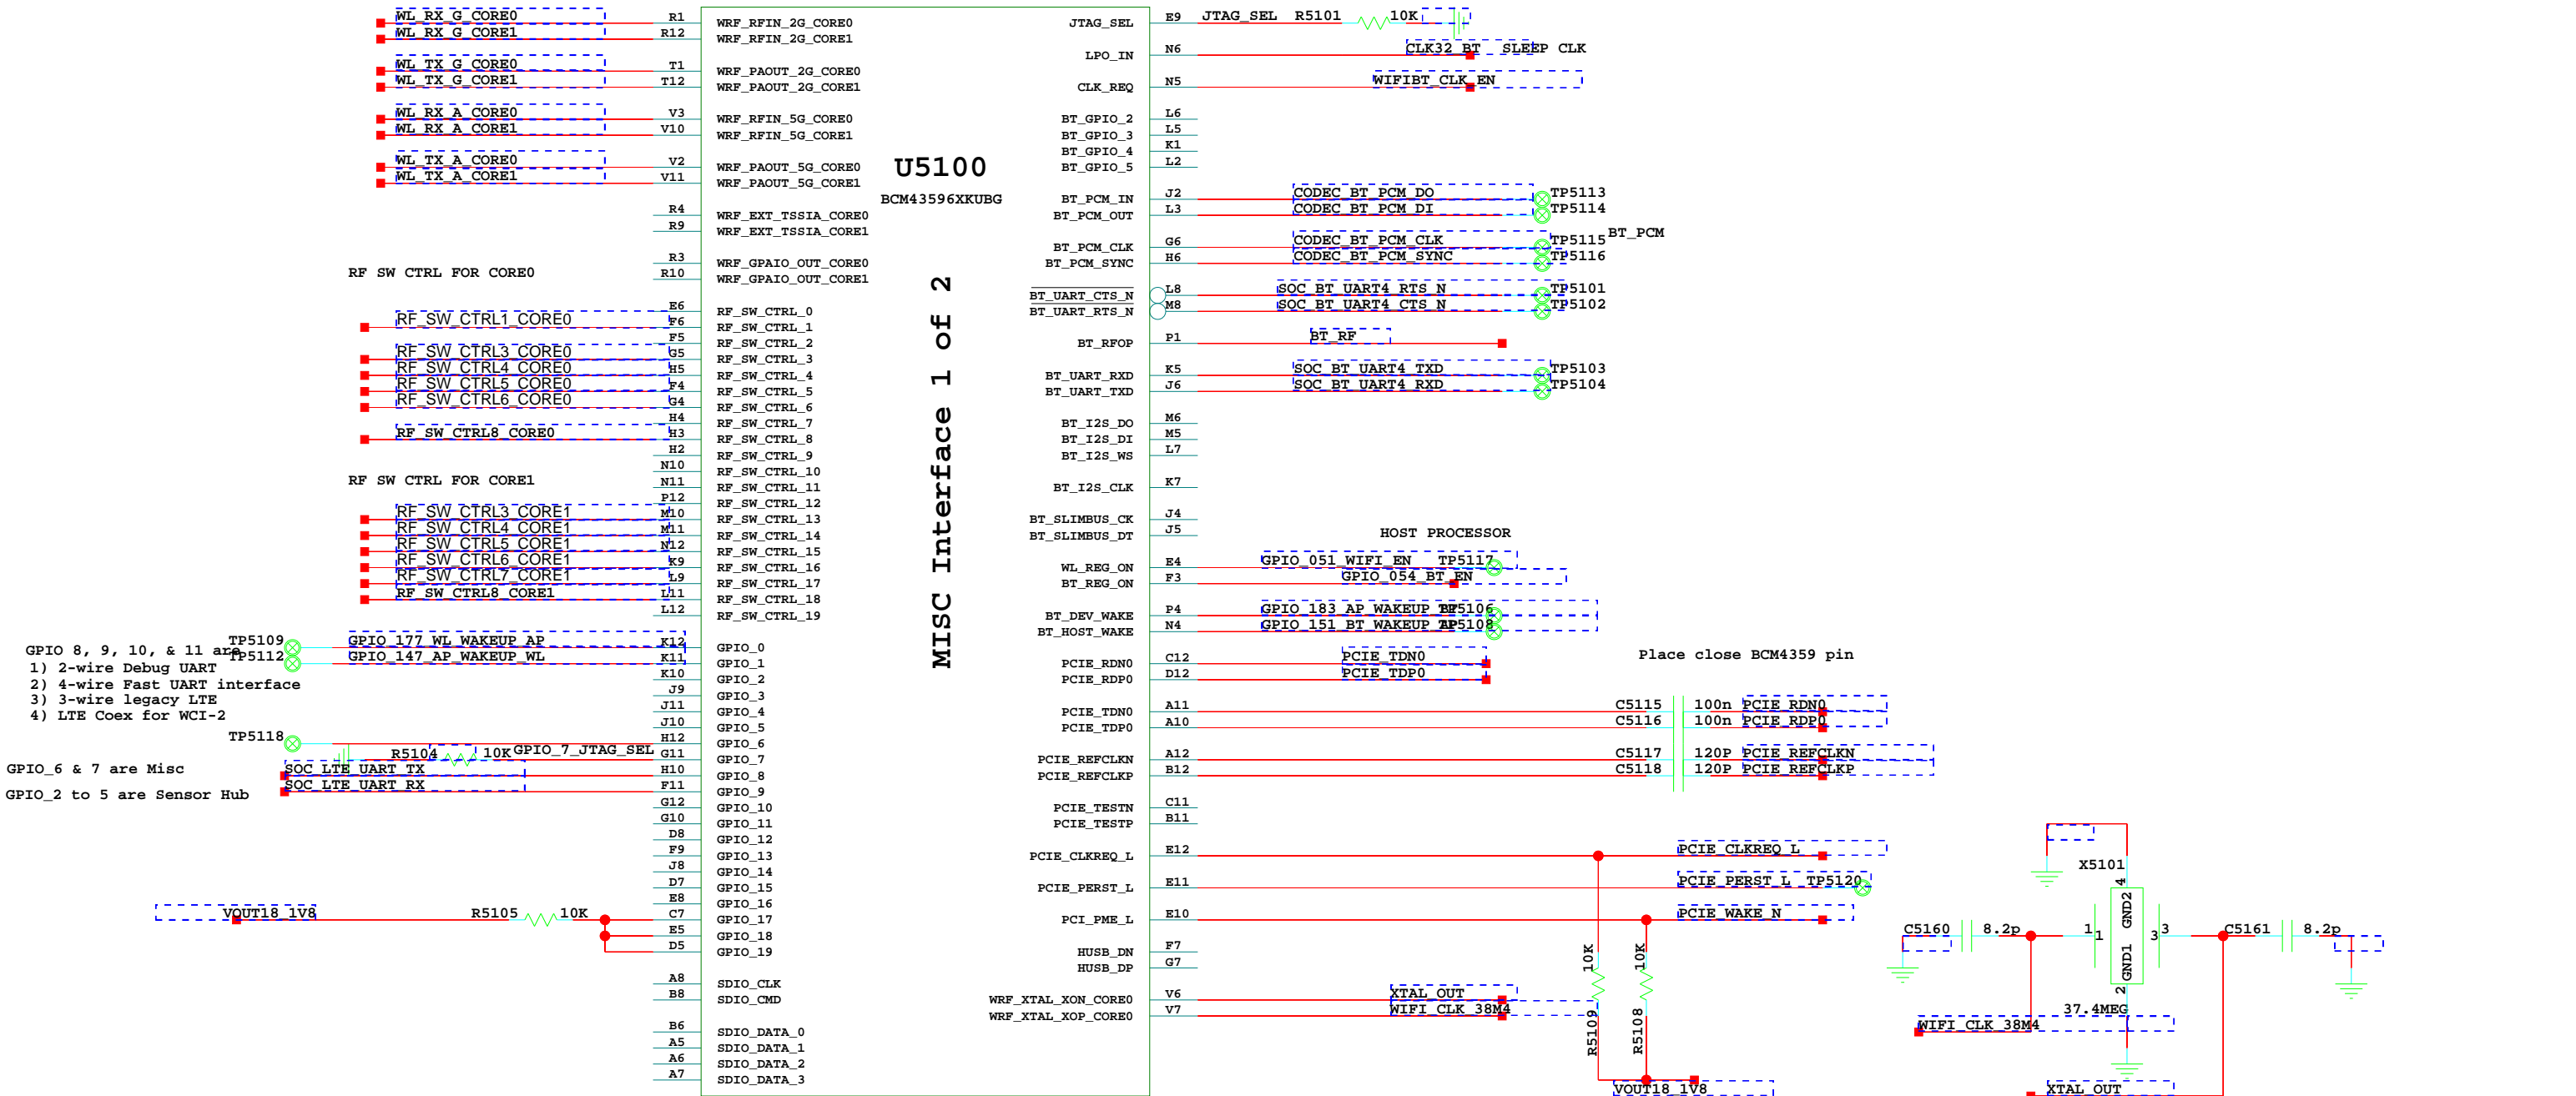 WL_RX_G_CORE0 R1 WRF_RFIN_2G_CORE0
WL_RX_G_CORE1 R12 WRF_RFIN_2G_CORE1
WL_TX_G_CORE0 T1 WRF_PAOUT_2G_CORE0
WL_TX_G_CORE1 T12 WRF_PAOUT_2G_CORE1
WL_RX_A_CORE0 V3 WRF_RFIN_5G_CORE0
WL_RX_A_CORE1 V10 WRF_RFIN_5G_CORE1
WL_TX_A_CORE0 V2 WRF_PAOUT_5G_CORE0
WL_TX_A_CORE1 V11 WRF_PAOUT_5G_CORE1
R4 WRF_EXT_TSSIA_CORE0
R9 WRF_EXT_TSSIA_CORE1
R3 WRF_GPAIO_OUT_CORE0
R10 WRF_GPAIO_OUT_CORE1
RF SW CTRL FOR CORE0
E6 RF_SW_CTRL_0
RF_SW_CTRL1_CORE0 F6 RF_SW_CTRL_1
F5 RF_SW_CTRL_2
RF_SW_CTRL3_CORE0 G5 RF_SW_CTRL_3
RF_SW_CTRL4_CORE0 H5 RF_SW_CTRL_4
RF_SW_CTRL5_CORE0 F4 RF_SW_CTRL_5
RF_SW_CTRL6_CORE0 G4 RF_SW_CTRL_6
H4 RF_SW_CTRL_7
RF_SW_CTRL8_CORE0 H3 RF_SW_CTRL_8
H2 RF_SW_CTRL_9
N10 RF_SW_CTRL_10
RF SW CTRL FOR CORE1
N11 RF_SW_CTRL_11
P12 RF_SW_CTRL_12
RF_SW_CTRL3_CORE1 M10 RF_SW_CTRL_13
RF_SW_CTRL4_CORE1 M11 RF_SW_CTRL_14
RF_SW_CTRL5_CORE1 N12 RF_SW_CTRL_15
RF_SW_CTRL6_CORE1 K9 RF_SW_CTRL_16
RF_SW_CTRL7_CORE1 L9 RF_SW_CTRL_17
RF_SW_CTRL8_CORE1 L11 RF_SW_CTRL_18
L12 RF_SW_CTRL_19
TP5109 GPIO_177_WL_WAKEUP_AP K12 GPIO_0
TP5112 GPIO_147_AP_WAKEUP_WL K11 GPIO_1
GPIO 8, 9, 10, & 11 are
1) 2-wire Debug UART
2) 4-wire Fast UART interface
3) 3-wire legacy LTE
4) LTE Coex for WCI-2
K10 GPIO_2
J9 GPIO_3
J11 GPIO_4
J10 GPIO_5
TP5118 H12 GPIO_6
R5104 10K GPIO_7_JTAG_SEL G11 GPIO_7
GPIO_6 & 7 are Misc
SOC_LTE_UART_TX H10 GPIO_8
SOC_LTE_UART_RX F11 GPIO_9
GPIO_2 to 5 are Sensor Hub
G12 GPIO_10
G10 GPIO_11
D8 GPIO_12
F9 GPIO_13
J8 GPIO_14
D7 GPIO_15
E8 GPIO_16
VOUT18_1V8 R5105 10K C7 GPIO_17
E5 GPIO_18
D5 GPIO_19
A8 SDIO_CLK
B8 SDIO_CMD
B6 SDIO_DATA_0
A5 SDIO_DATA_1
A6 SDIO_DATA_2
A7 SDIO_DATA_3
U5100
BCM43596XKUBG
MISC Interface 1 of 2
JTAG_SEL E9 JTAG_SEL R5101 10K
LPO_IN N6 CLK32_BT SLEEP CLK
CLK_REQ N5 WIFIBT_CLK_EN
BT_GPIO_2 L6
BT_GPIO_3 L5
BT_GPIO_4 K1
BT_GPIO_5 L2
BT_PCM_IN J2 CODEC_BT_PCM_DO TP5113
BT_PCM_OUT L3 CODEC_BT_PCM_DI TP5114
BT_PCM
BT_PCM_CLK G6 CODEC_BT_PCM_CLK TP5115
BT_PCM_SYNC H6 CODEC_BT_PCM_SYNC TP5116
BT_UART_CTS_N L8 SOC_BT_UART4_RTS_N TP5101
BT_UART_RTS_N M8 SOC_BT_UART4_CTS_N TP5102
BT_RFOP P1 BT_RF
BT_UART_RXD K5 SOC_BT_UART4_TXD TP5103
BT_UART_TXD J6 SOC_BT_UART4_RXD TP5104
BT_I2S_DO M6
BT_I2S_DI M5
BT_I2S_WS L7
BT_I2S_CLK K7
BT_SLIMBUS_CK J4
BT_SLIMBUS_DT J5
HOST PROCESSOR
WL_REG_ON E4 GPIO_051_WIFI_EN TP5117
BT_REG_ON F3 GPIO_054_BT_EN
BT_DEV_WAKE P4 GPIO_183_AP_WAKEUP_BT TP5106
BT_HOST_WAKE N4 GPIO_151_BT_WAKEUP_AP TP5108
PCIE_RDN0 C12 PCIE_TDN0
PCIE_RDP0 D12 PCIE_TDP0
Place close BCM4359 pin
PCIE_TDN0 A11 C5115 100n PCIE_RDN0
PCIE_TDP0 A10 C5116 100n PCIE_RDP0
PCIE_REFCLKN A12 C5117 120P PCIE_REFCLKN
PCIE_REFCLKP B12 C5118 120P PCIE_REFCLKP
PCIE_TESTN C11
PCIE_TESTP B11
PCIE_CLKREQ_L E12 PCIE_CLKREQ_L
PCIE_PERST_L E11 PCIE_PERST_L TP5120
PCI_PME_L E10 PCIE_WAKE_N
HUSB_DN F7
HUSB_DP G7
WRF_XTAL_XON_CORE0 V6 XTAL_OUT
WRF_XTAL_XOP_CORE0 V7 WIFI_CLK_38M4
10K R5109
10K R5108
VOUT18_1V8
X5101
4 GND2
C5160 8.2p 1 1
3 3 C5161 8.2p
2 GND1
37.4MEG
WIFI_CLK_38M4
XTAL_OUT